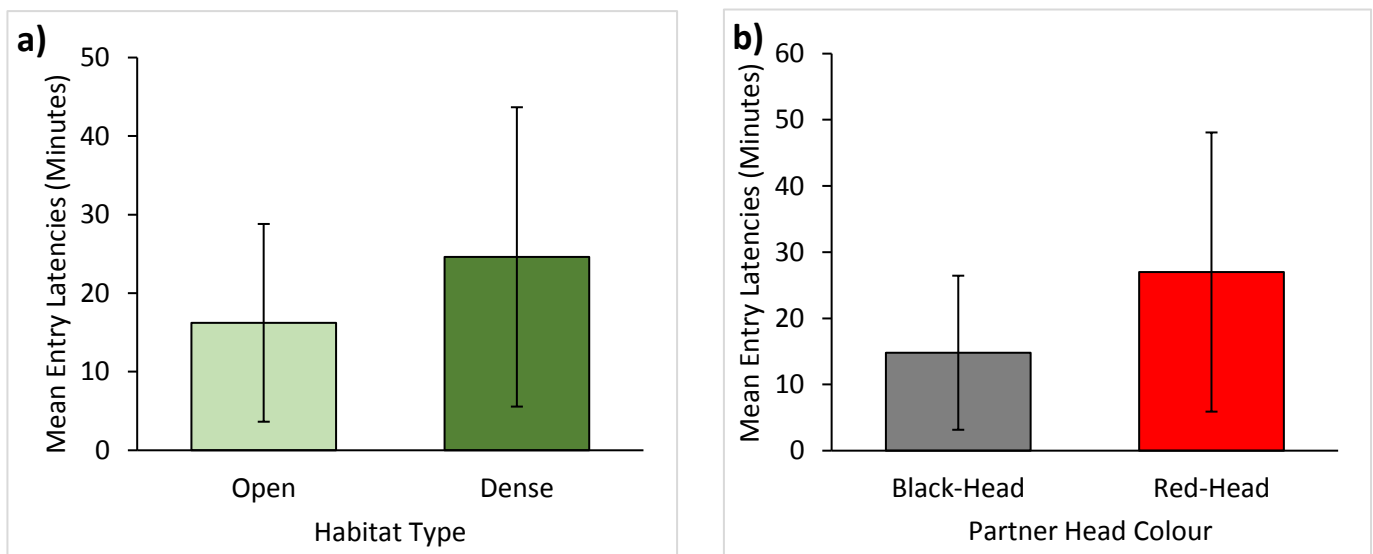 a)
Mean Entry Latencies (Minutes)
50
40
30
20
10
0
Open Dense
Habitat Type
b)
Mean Entry Latencies (Minutes)
60
50
40
30
20
10
0
Black-Head Red-Head
Partner Head Colour